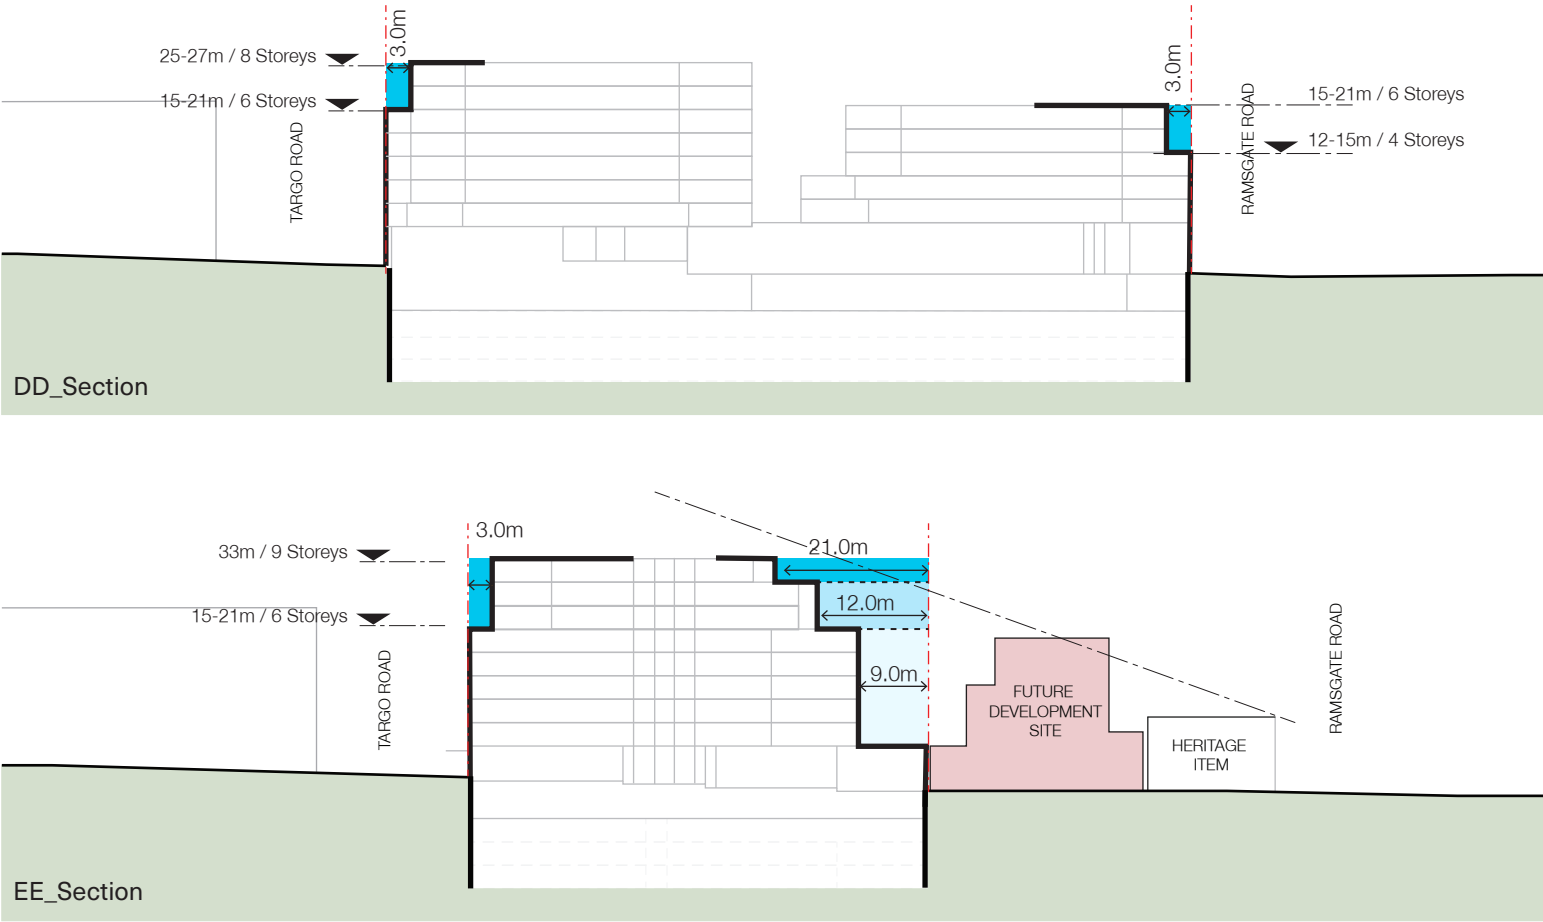 3.0m
25-27m / 8 Storeys
15-21m / 6 Storeys
TARGO ROAD
3.0m
RAMSGATE ROAD
15-21m / 6 Storeys
12-15m / 4 Storeys
DD_Section
3.0m
33m / 9 Storeys
15-21m / 6 Storeys
TARGO ROAD
21.0m
12.0m
9.0m
FUTURE
DEVELOPMENT
SITE
HERITAGE
ITEM
RAMSGATE ROAD
EE_Section